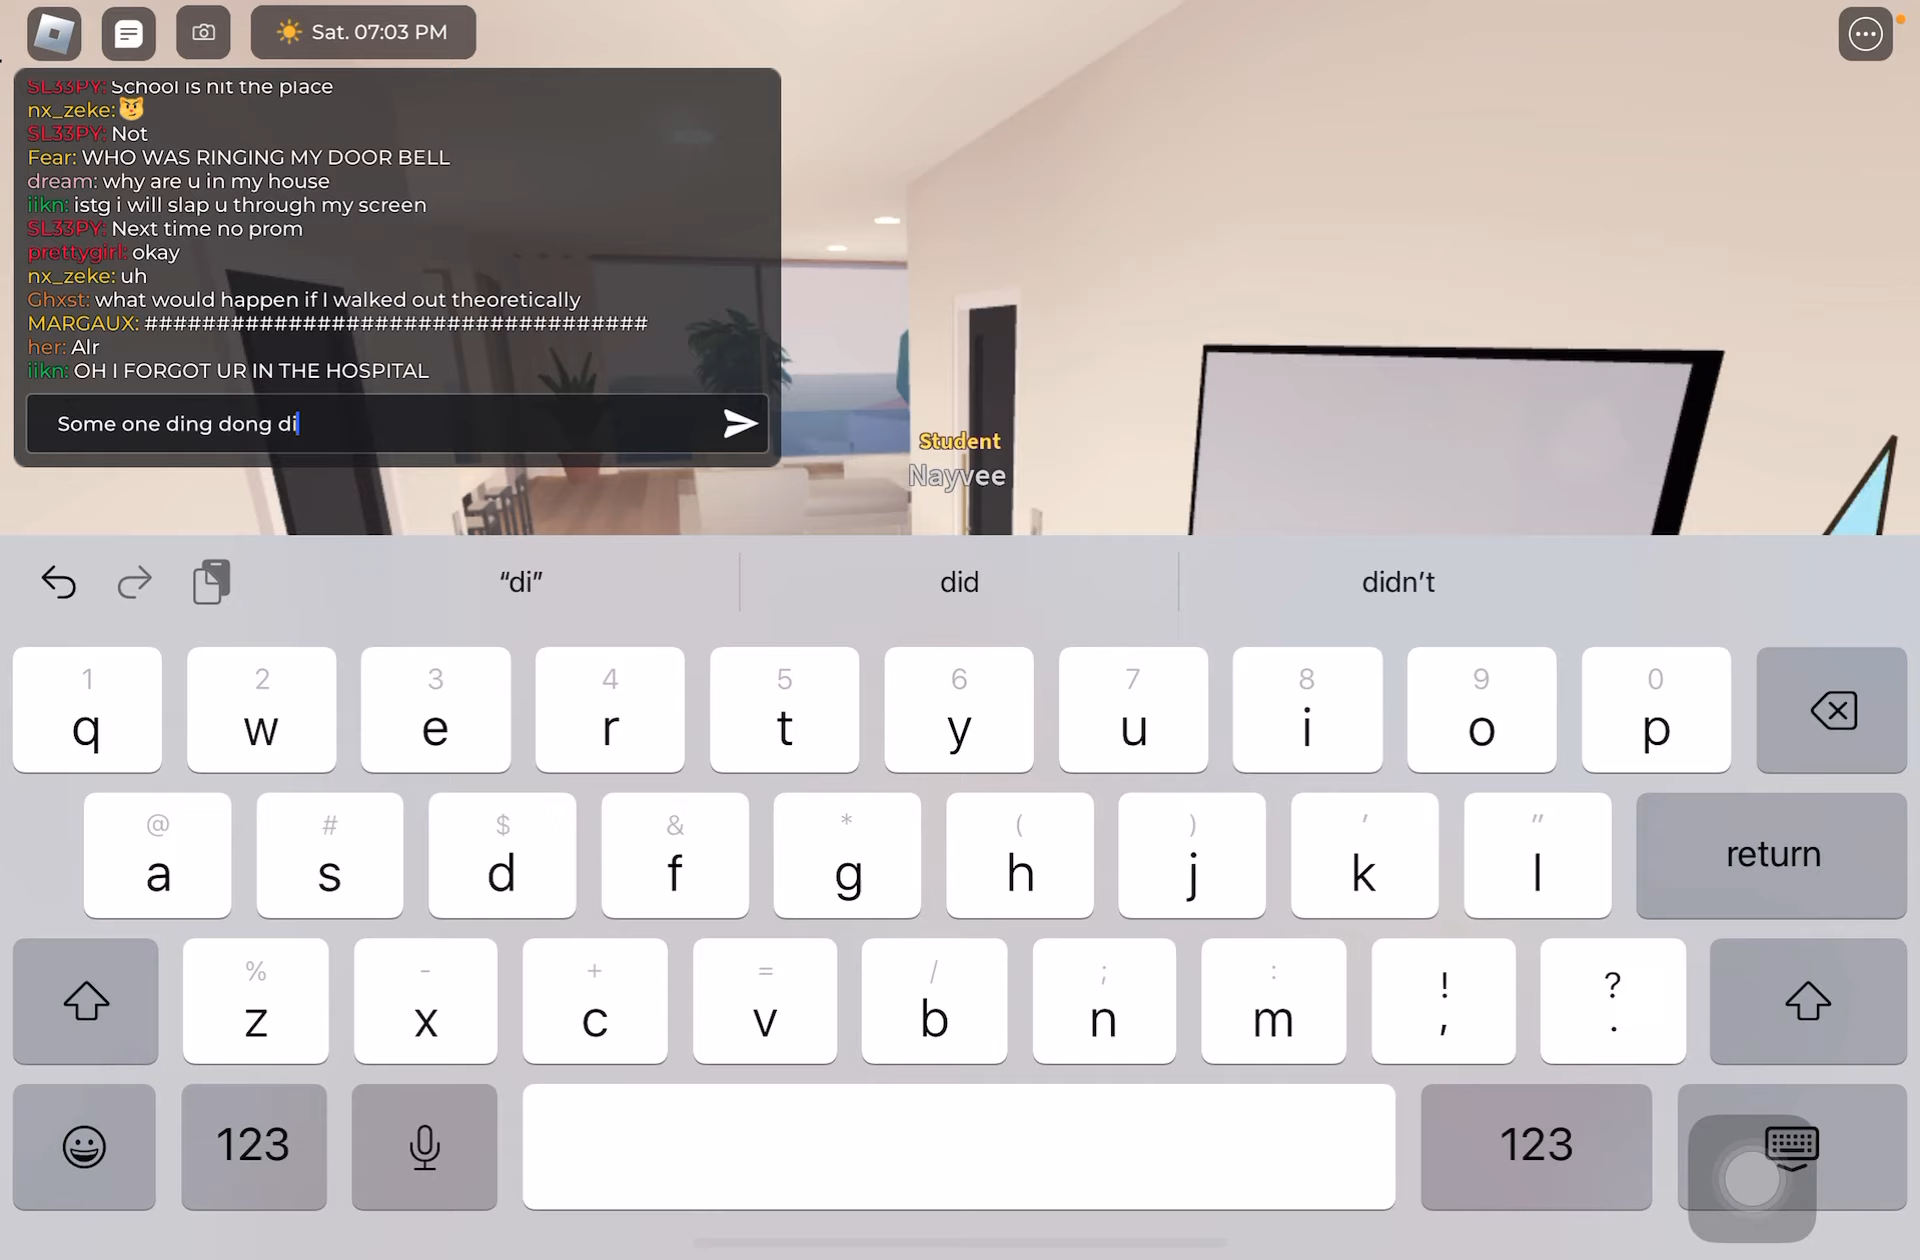 Sat. 07:03 PM
SL33PY: School is nit the place
nx_zeke:😼
SL33PY: Not
Fear: WHO WAS RINGING MY DOOR BELL
dream: why are u in my house
iikn: istg i will slap u through my screen
SL33PY: Next time no prom
prettygirl: okay
nx_zeke: uh
Ghxst: what would happen if I walked out theoretically
MARGAUX: ###################################
her: Alr
iikn: OH I FORGOT UR IN THE HOSPITAL
Some one ding dong di
Student
Nayvee
“di” did didn’t
1 2 3 4 5 6 7 8 9 0
q w e r t y u i o p
@ # $ & * ( ) ' "
a s d f g h j k l return
% - + = / ; : ! ?
z x c v b n m , .
123 123